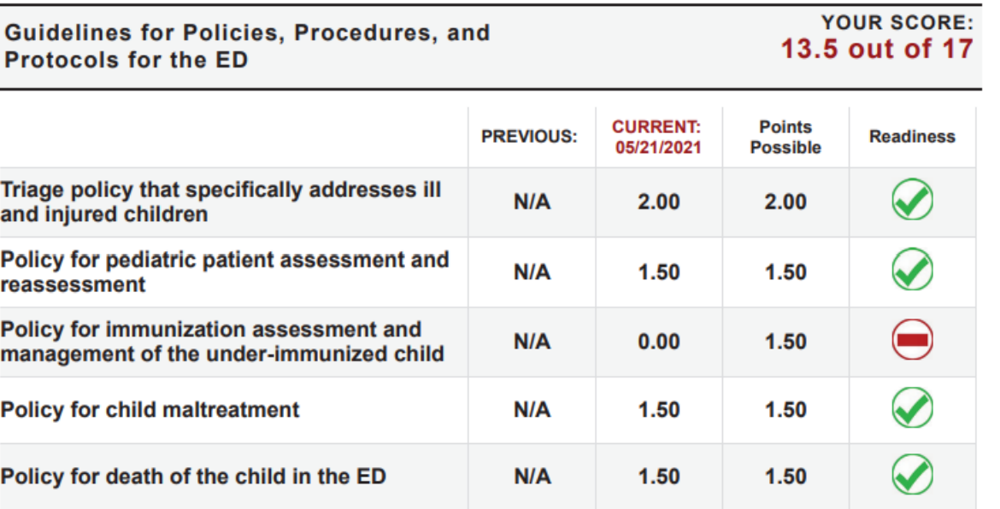 Guidelines for Policies, Procedures, and
Protocols for the ED
YOUR SCORE:
13.5 out of 17
PREVIOUS:
CURRENT:
05/21/2021
Points
Possible
Readiness
Triage policy that specifically addresses ill
and injured children
N/A
2.00
2.00
Policy for pediatric patient assessment and
reassessment
N/A
1.50
1.50
Policy for immunization assessment and
management of the under-immunized child
N/A
0.00
1.50
Policy for child maltreatment
N/A
1.50
1.50
Policy for death of the child in the ED
N/A
1.50
1.50